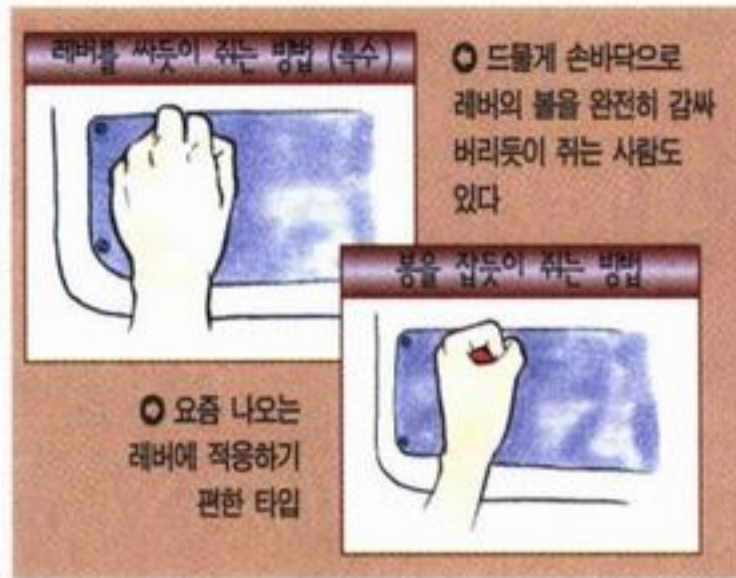 레버를 싸듯이 쥐는 방법 (특수)
드물게 손바닥으로
레버의 볼을 완전히 감싸
버리듯이 쥐는 사람도
있다
봉을 잡듯이 쥐는 방법
요즘 나오는
레버에 적응하기
편한 타입